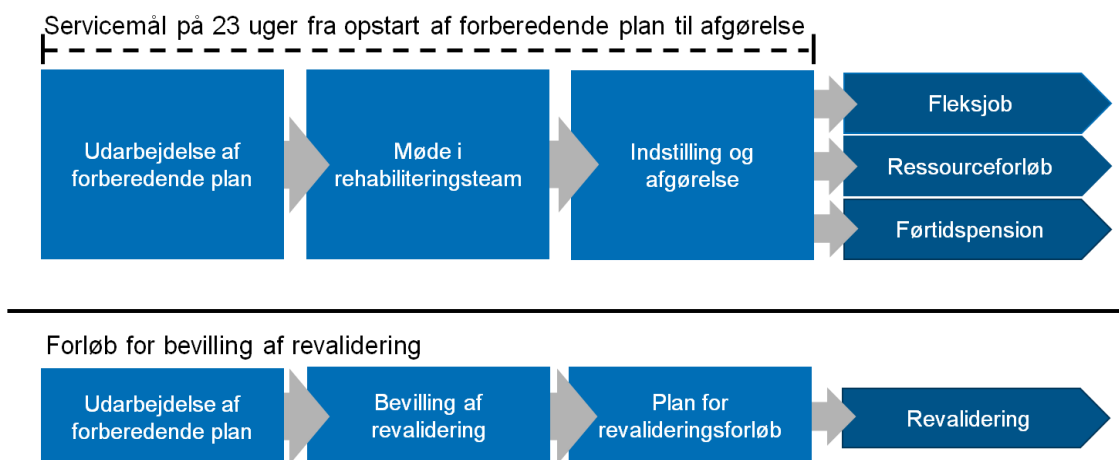 Servicemål på 23 uger fra opstart af forberedende plan til afgørelse
Udarbejdelse af
forberedende plan
Møde i
rehabiliteringsteam
Indstilling og
afgørelse
Fleksjob
Ressourceforløb
Førtidspension
Forløb for bevilling af revalidering
Udarbejdelse af
forberedende plan
Bevilling af
revalidering
Plan for
revalideringsforløb
Revalidering